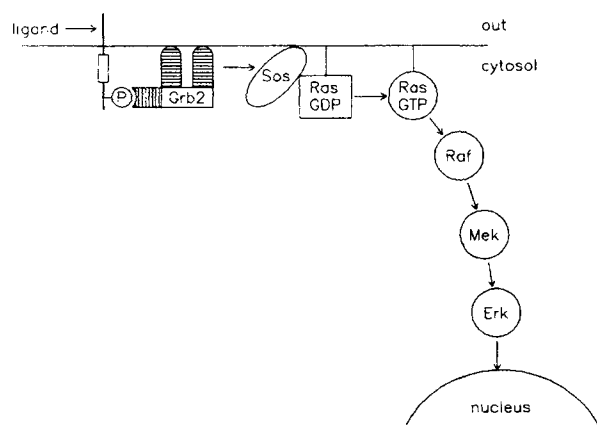 ligand
out
cytosol
P
Grb2
Sos
Ras
GDP
Ras
GTP
Raf
Mek
Erk
nucleus